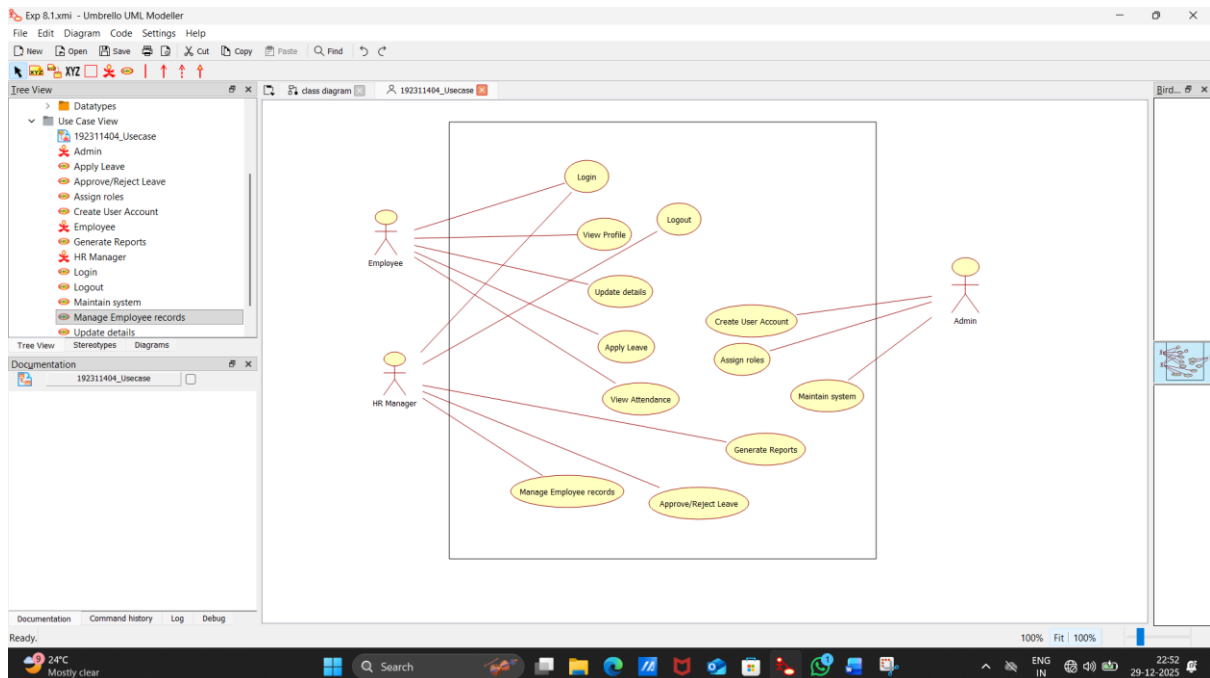 Exp 8.1.xmi - Umbrello UML Modeller
File Edit Diagram Code Settings Help
New Open Save Cut Copy Paste Find
XYZ XYZ
Tree View
Datatypes
Use Case View
192311404_Usecase
Admin
Apply Leave
Approve/Reject Leave
Assign roles
Create User Account
Employee
Generate Reports
HR Manager
Login
Logout
Maintain system
Manage Employee records
Update details
Tree View Stereotypes Diagrams
Documentation
192311404_Usecase
Documentation Command history Log Debug
class diagram 192311404_Usecase
Login
Logout
View Profile
Employee
Update details
Create User Account
Admin
Apply Leave
Assign roles
HR Manager
View Attendance
Maintain system
Generate Reports
Manage Employee records
Approve/Reject Leave
Bird...
Ready.
100% Fit 100%
9
24°C
Mostly clear
Search
1
ENG
IN
22:52
29-12-2025